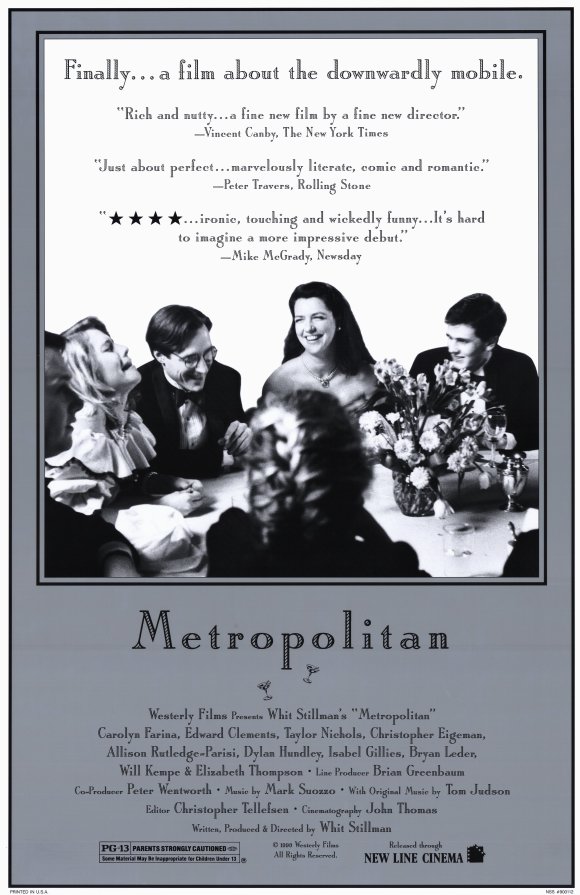 Finally...a film about the downwardly mobile.
“Rich and nutty...a fine new film by a fine new director.”
—Vincent Canby, The New York Times
“Just about perfect...marvelously literate, comic and romantic.”
—Peter Travers, Rolling Stone
“★★★★...ironic, touching and wickedly funny...It’s hard
to imagine a more impressive debut.”
—Mike McGrady, Newsday
Metropolitan
Westerly Films Presents Whit Stillman’s “Metropolitan”
Carolyn Farina, Edward Clements, Taylor Nichols, Christopher Eigeman,
Allison Rutledge-Parisi, Dylan Hundley, Isabel Gillies, Bryan Leder,
Will Kempe & Elizabeth Thompson • Line Producer Brian Greenbaum
Co-Producer Peter Wentworth • Music by Mark Suozzo • With Original Music by Tom Judson
Editor Christopher Tellefsen • Cinematography John Thomas
Written, Produced & Directed by Whit Stillman
PG-13 PARENTS STRONGLY CAUTIONED
Some Material May Be Inappropriate for Children Under 13 ®
© 1990 Westerly Films
All Rights Reserved.
Released through
NEW LINE CINEMA
PRINTED IN U.S.A.
NSS #900112